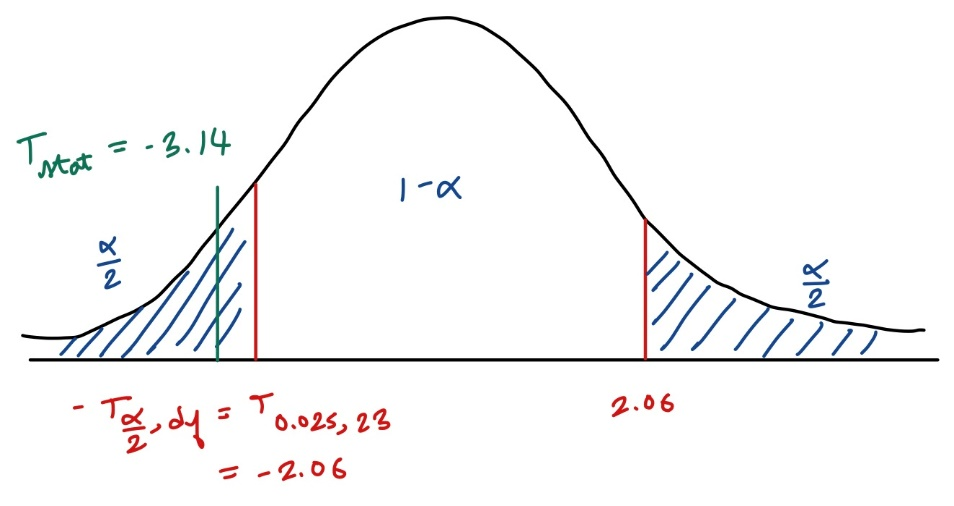 T_stat = -3.14
1-α
α/2
α/2
- T_α/2, df = T_0.025, 23
= -2.06
2.06